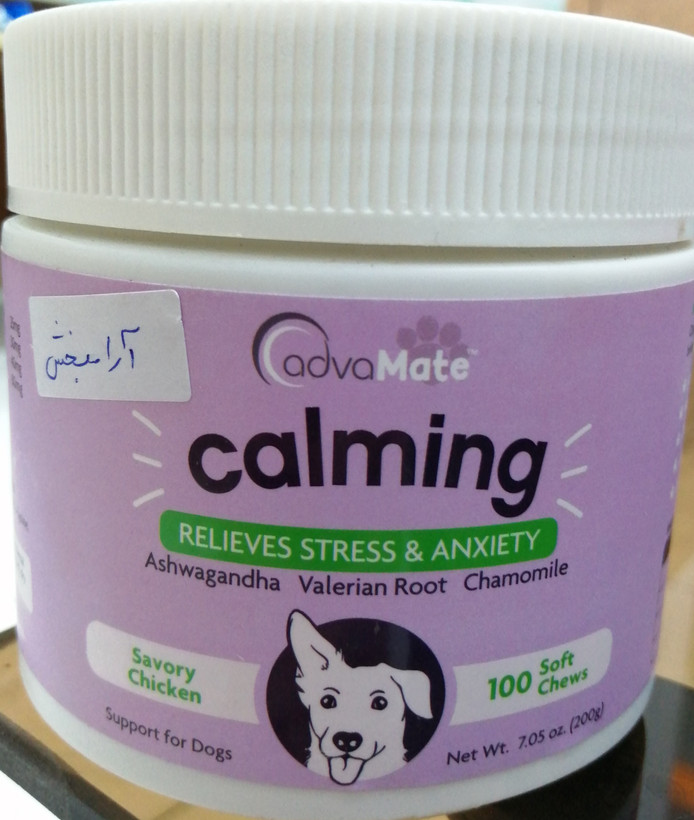 آرامبخش
advaMate™
calming
RELIEVES STRESS & ANXIETY
Ashwagandha Valerian Root Chamomile
Savory
Chicken
100 Soft
Chews
Support for Dogs
Net Wt. 7.05 oz. (200g)